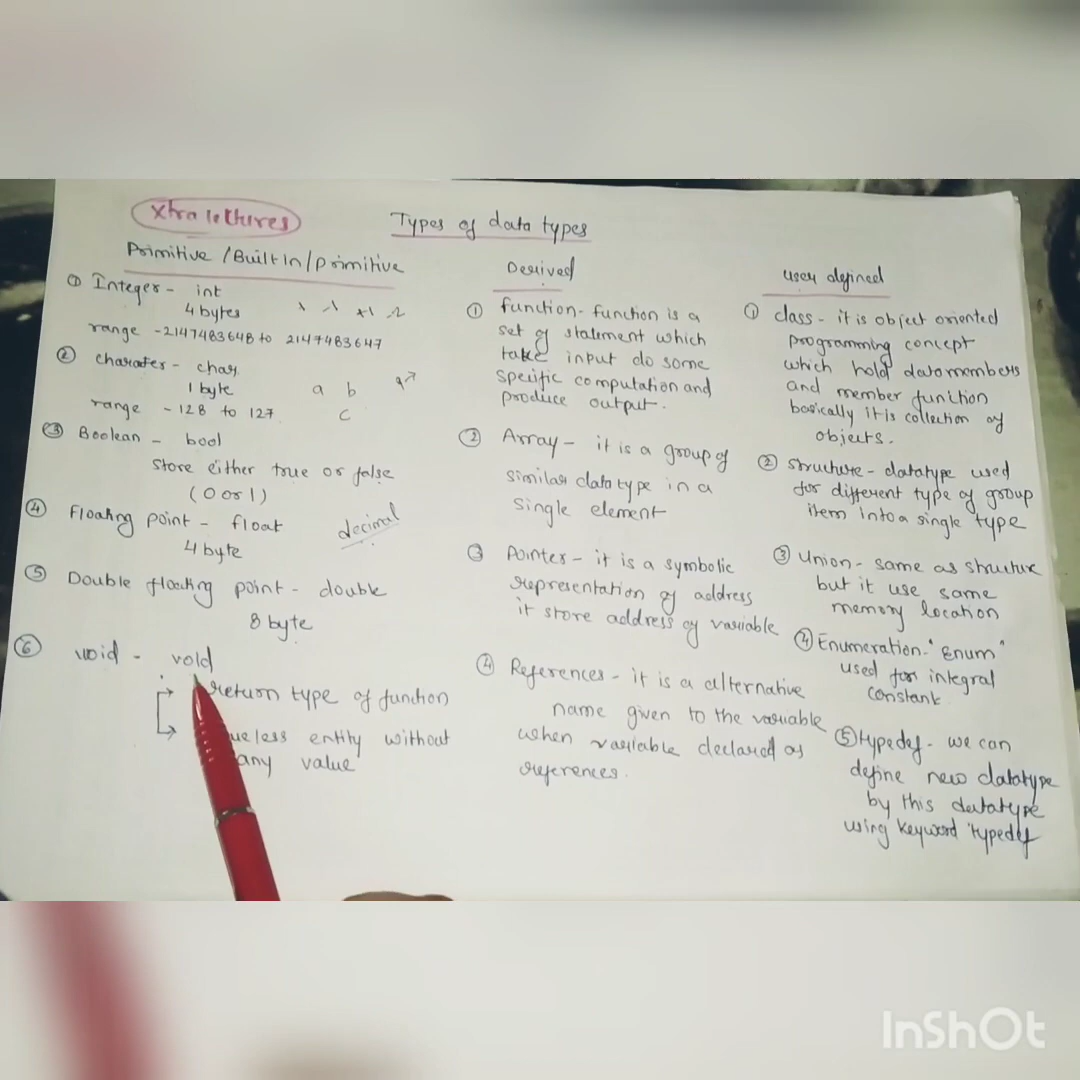 Xtra lectures
Types of data types
Primitive / Built In / primitive
① Integer - int
4 bytes
range -2147483648 to 2147483647
② Charater - char
1 byte
a b
c
range -128 to 127
③ Boolean - bool
store either true or false
(0 or 1)
④ Floating point - float
4 byte
decimal
⑤ Double floating point - double
8 byte
⑥ void - void
return type of function
ueless entity without
any value
Derived
① function - function is a
set of statement which
take input do some
specific computation and
produce output.
② Array - it is a group of
similar data type in a
single element
③ Pointer - it is a symbolic
representation of address
it store address of variable
④ References - it is a alternative
name given to the variable
when variable declared as
references.
user defined
① class - it is object oriented
programming concept
which hold datamembers
and member function
basically it is collection of
objects.
② structure - datatype used
for different type of group
item into a single type
③ Union - same as structure
but it use same
memory location
④ Enumeration - "Enum"
used for integral
constant
⑤ typedef - we can
define new datatype
by this datatype
using keyword 'typedef
InShOt